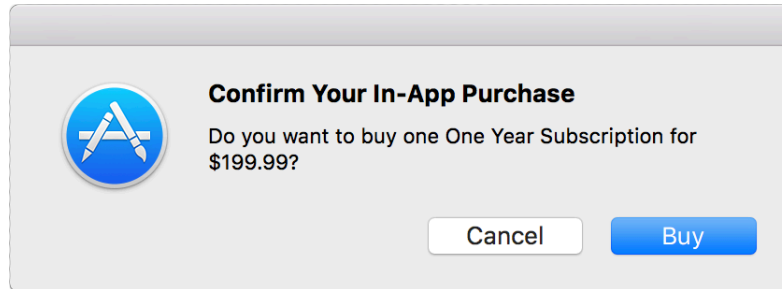 Confirm Your In-App Purchase
Do you want to buy one One Year Subscription for
$199.99?
Cancel
Buy